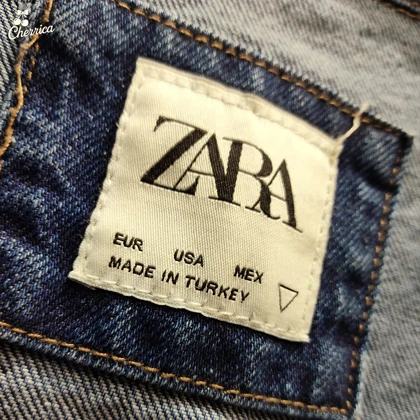 Cherrica
ZARA
EUR USA MEX
MADE IN TURKEY